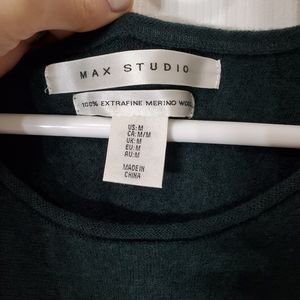 MAX STUDIO
100% EXTRAFINE MERINO WOOL
US: M
CA: M/M
UK: M
EU: M
AU: M
MADE IN
CHINA